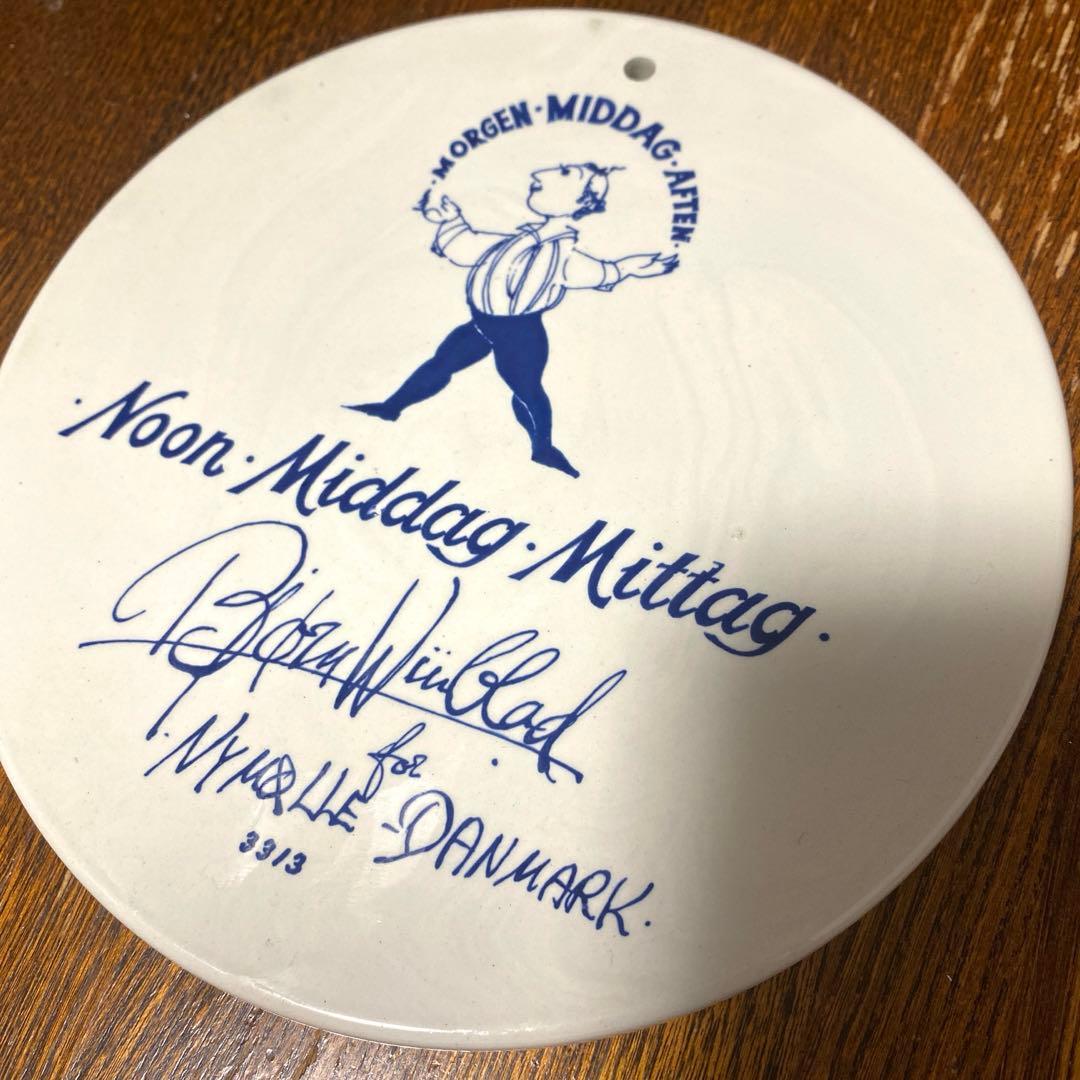 ·MORGEN·MIDDAG·AFTEN·
·Noon·Middag·Mittag·
Bjørn Wiinblad
for
·NYMØLLE-DANMARK.
3313